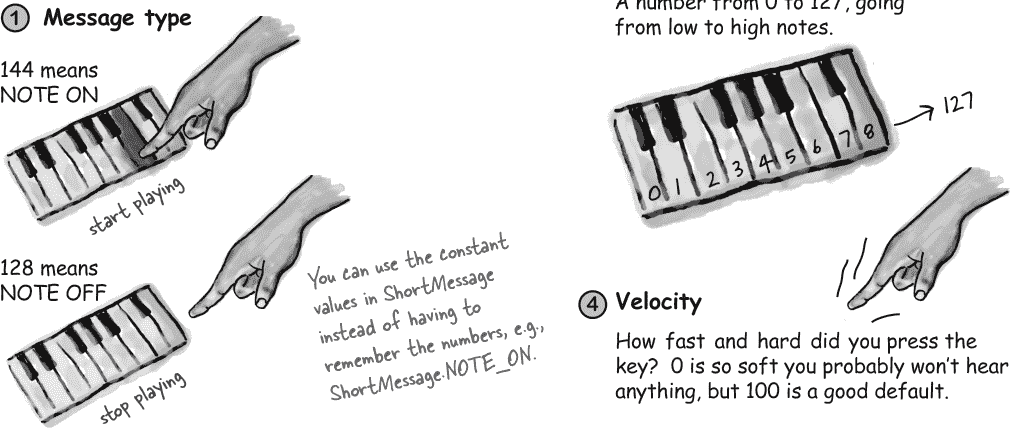 1 Message type
144 means
NOTE ON
start playing
128 means
NOTE OFF
stop playing
You can use the constant
values in ShortMessage
instead of having to
remember the numbers, e.g.,
ShortMessage.NOTE_ON.
A number from 0 to 127, going
from low to high notes.
0 1 2 3 4 5 6 7 8
127
4 Velocity
How fast and hard did you press the
key? 0 is so soft you probably won't hear
anything, but 100 is a good default.